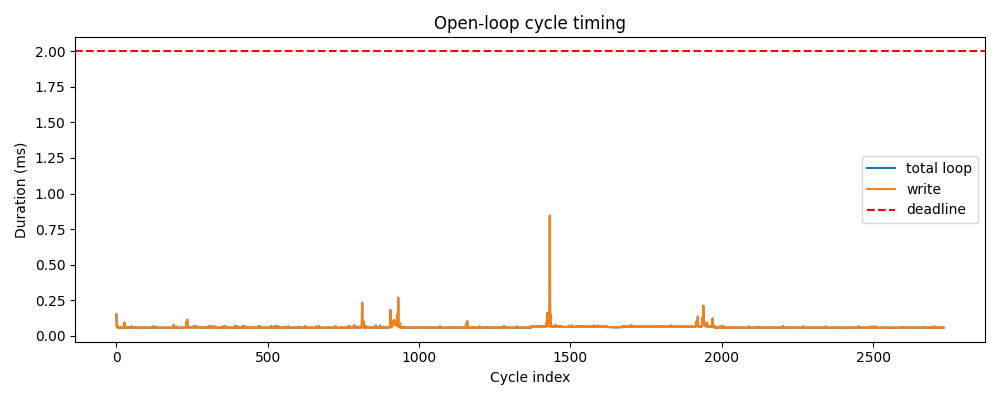 Open-loop cycle timing
2.00
1.75
1.50
1.25
1.00
0.75
0.50
0.25
0.00
Duration (ms)
total loop
write
deadline
0 500 1000 1500 2000 2500
Cycle index